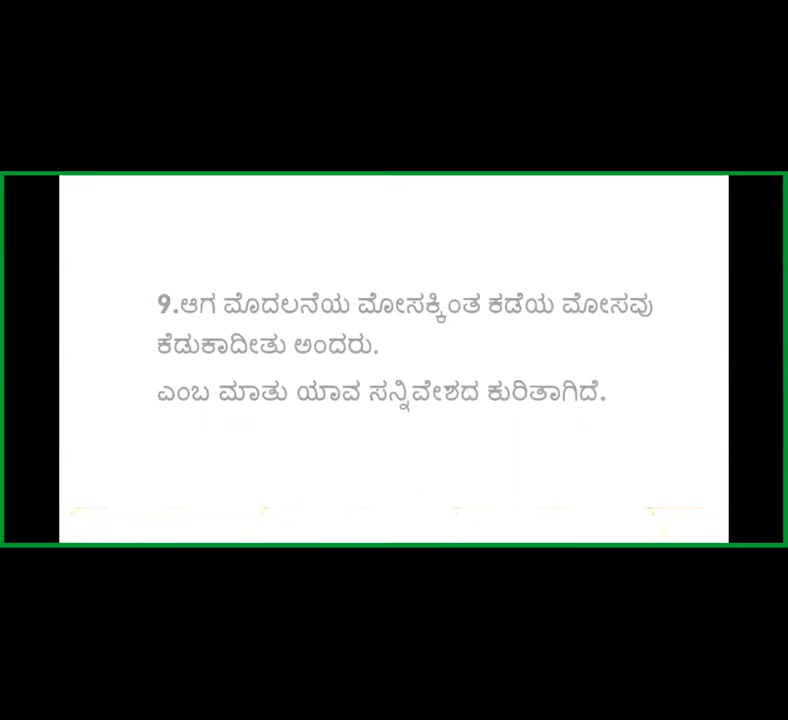 9.ಆಗ ಮೊದಲನೆಯ ಮೋಸಕ್ಕಿಂತ ಕಡೆಯ ಮೋಸವು
ಕೆಡುಕಾದೀತು ಅಂದರು.
ಎಂಬ ಮಾತು ಯಾವ ಸನ್ನಿವೇಶದ ಕುರಿತಾಗಿದೆ.